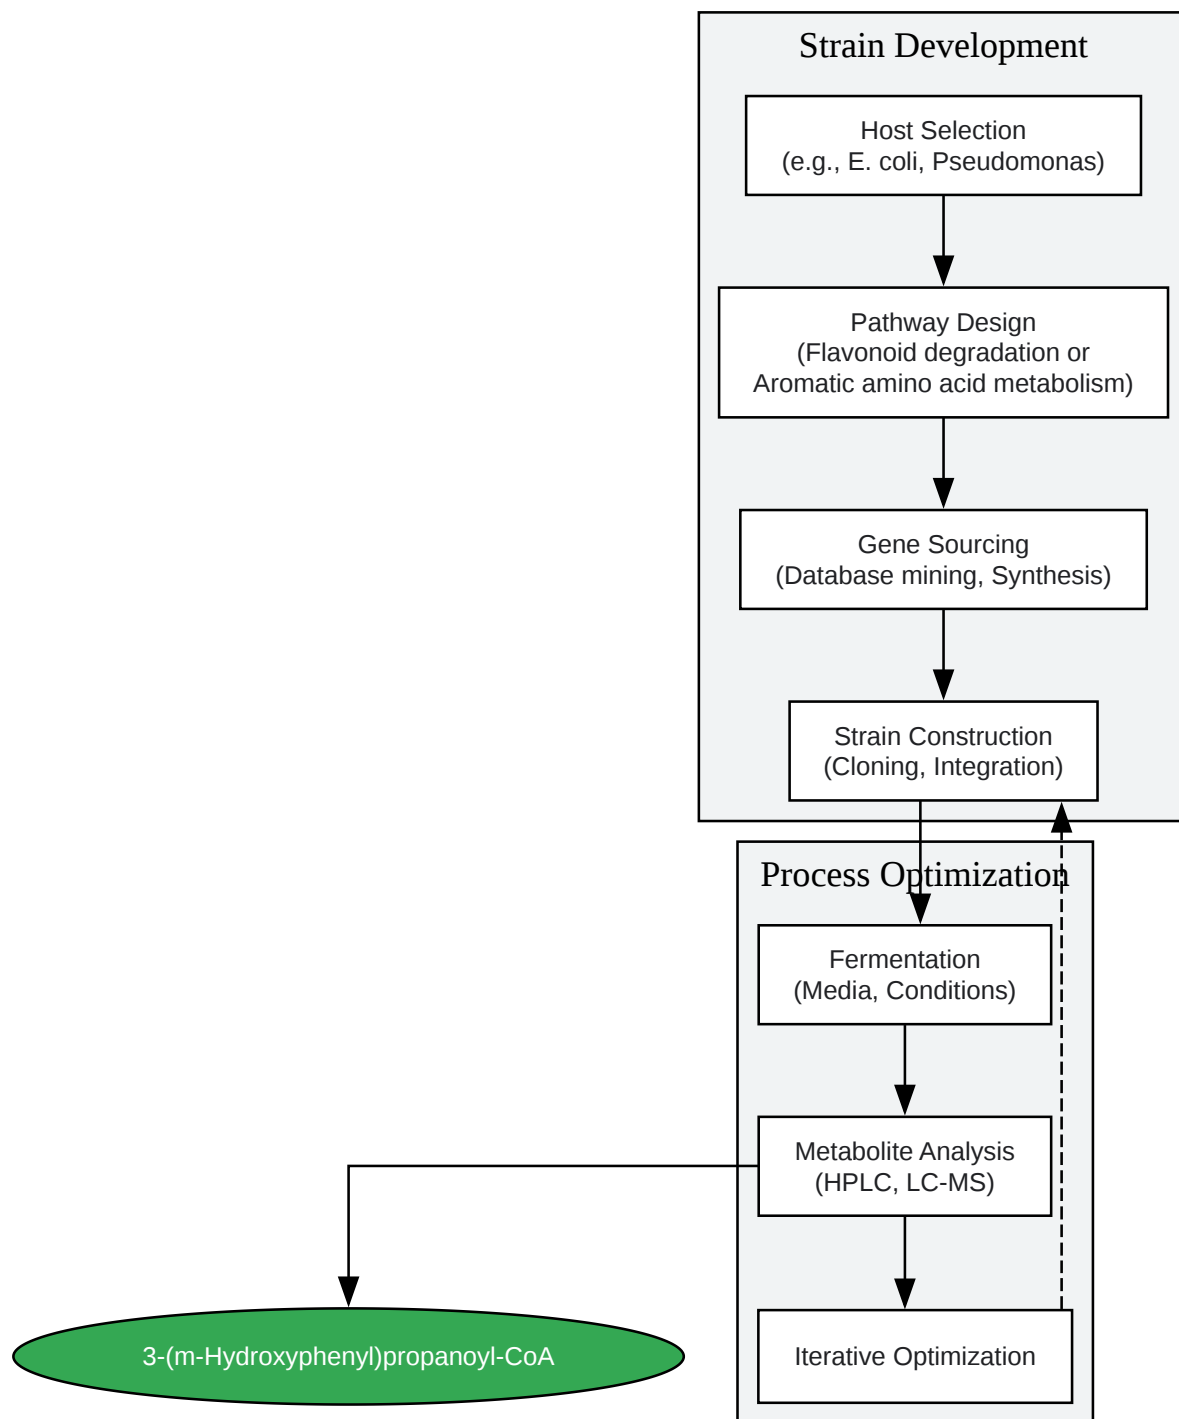 Strain Development
Host Selection
(e.g., E. coli, Pseudomonas)
Pathway Design
(Flavonoid degradation or
Aromatic amino acid metabolism)
Gene Sourcing
(Database mining, Synthesis)
Strain Construction
(Cloning, Integration)
Process Optimization
Fermentation
(Media, Conditions)
Metabolite Analysis
(HPLC, LC-MS)
3-(m-Hydroxyphenyl)propanoyl-CoA
Iterative Optimization